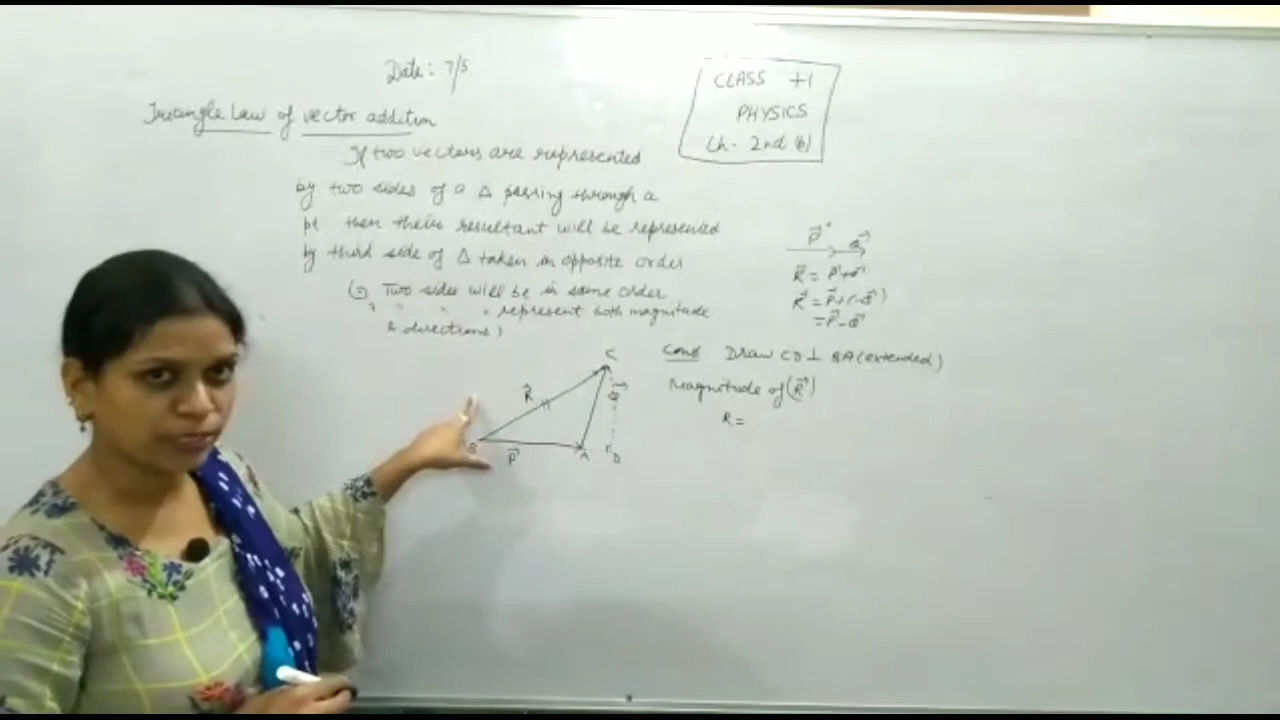 Date: 7/5
CLASS +1
PHYSICS
Ch- 2nd (b)
Triangle Law of vector addition
If two vectors are represented
by two sides of a Δ passing through a
pt then their resultant will be represented
by third side of Δ taken in opposite order
(Two sides will be in same order
" " " represent both magnitude
& directions)
P⃗ Q⃗
R⃗ = P⃗+Q⃗
R⃗ = P⃗+(-Q⃗)
= P⃗-Q⃗
C
R⃗
Q⃗
B
P⃗
A
D
Const Draw CD ⊥ BA (extended)
Magnitude of (R⃗)
R =